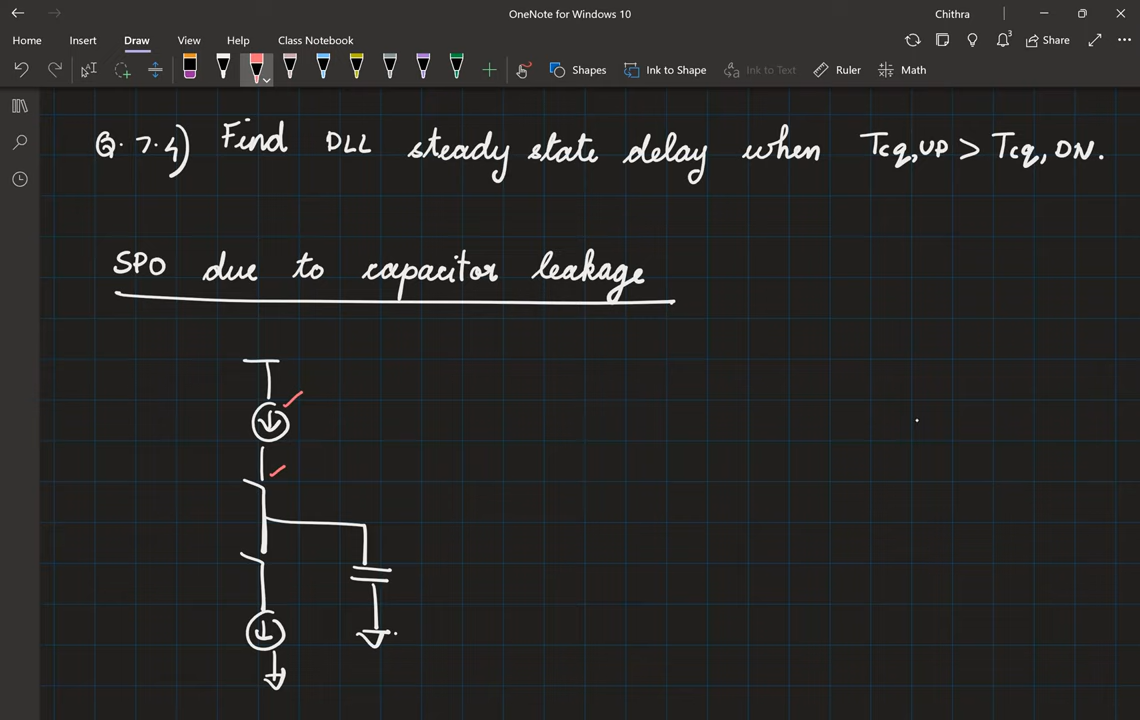 OneNote for Windows 10
Chithra
Home Insert Draw View Help Class Notebook
3
Share
Shapes Ink to Shape Ink to Text Ruler Math
Q. 7.4) Find DLL steady state delay when Tcq,UP > Tcq,DN.
SPO due to capacitor leakage